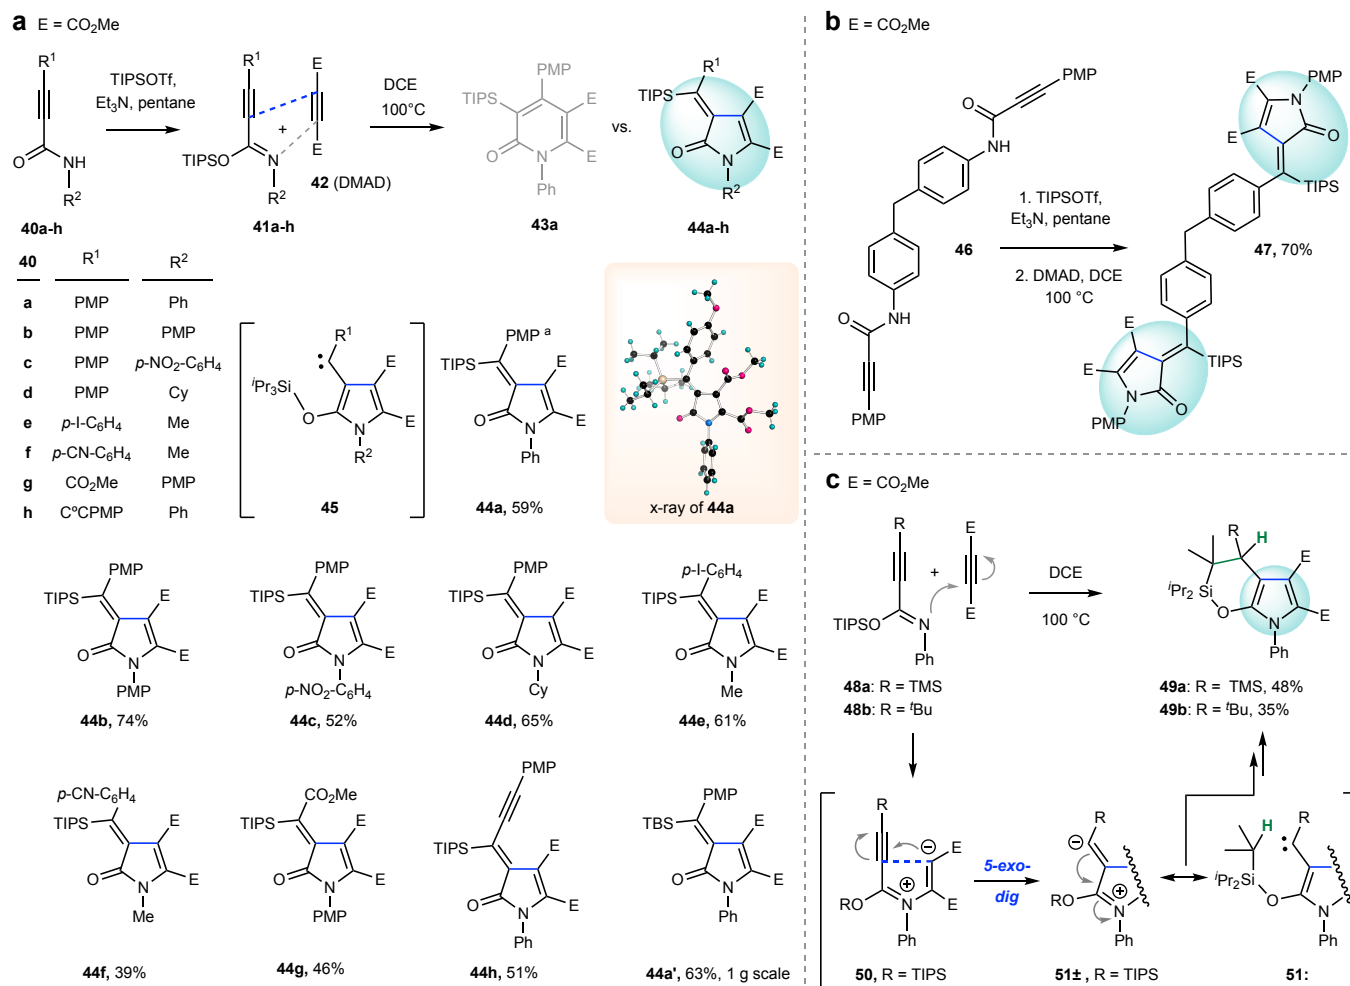 a E = CO2Me
R1
O
NH
R2
40a-h
TIPSOTf,
Et3N, pentane
R1
E
+
TIPSO
N
R2
E
42 (DMAD)
41a-h
DCE
100°C
PMP
TIPS
E
O
N
E
Ph
43a
vs.
R1
TIPS
E
O
N
E
R2
44a-h
40 R1 R2
a PMP Ph
b PMP PMP
c PMP p-NO2–C6H4
d PMP Cy
e p-I-C6H4 Me
f p-CN-C6H4 Me
g CO2Me PMP
h CºCPMP Ph
R1
:
E
iPr3Si
O
N
E
R2
45
PMP a
TIPS
E
O
N
E
Ph
44a, 59%
x-ray of 44a
PMP
TIPS
E
O
N
E
PMP
44b, 74%
PMP
TIPS
E
O
N
E
p-NO2–C6H4
44c, 52%
PMP
TIPS
E
O
N
E
Cy
44d, 65%
p-I-C6H4
TIPS
E
O
N
E
Me
44e, 61%
p-CN-C6H4
TIPS
E
O
N
E
Me
44f, 39%
CO2Me
TIPS
E
O
N
E
PMP
44g, 46%
PMP
TIPS
E
O
N
E
Ph
44h, 51%
PMP
TBS
E
O
N
E
Ph
44a', 63%, 1 g scale
b E = CO2Me
PMP
O
NH
46
O
NH
PMP
1. TIPSOTf,
Et3N, pentane
2. DMAD, DCE
100 °C
E
PMP
N
E
O
TIPS
47, 70%
E
TIPS
E
N
O
PMP
c E = CO2Me
R
E
+
TIPSO
N
E
Ph
48a: R = TMS
48b: R = tBu
DCE
100 °C
R
H
E
iPr2
Si
O
N
E
Ph
49a: R = TMS, 48%
49b: R = tBu, 35%
R
–
E
+
RO
N
E
Ph
50, R = TIPS
5-exo-
dig
R
–
RO
+
N
Ph
51±, R = TIPS
H
R
:
iPr2Si
O
N
Ph
51: